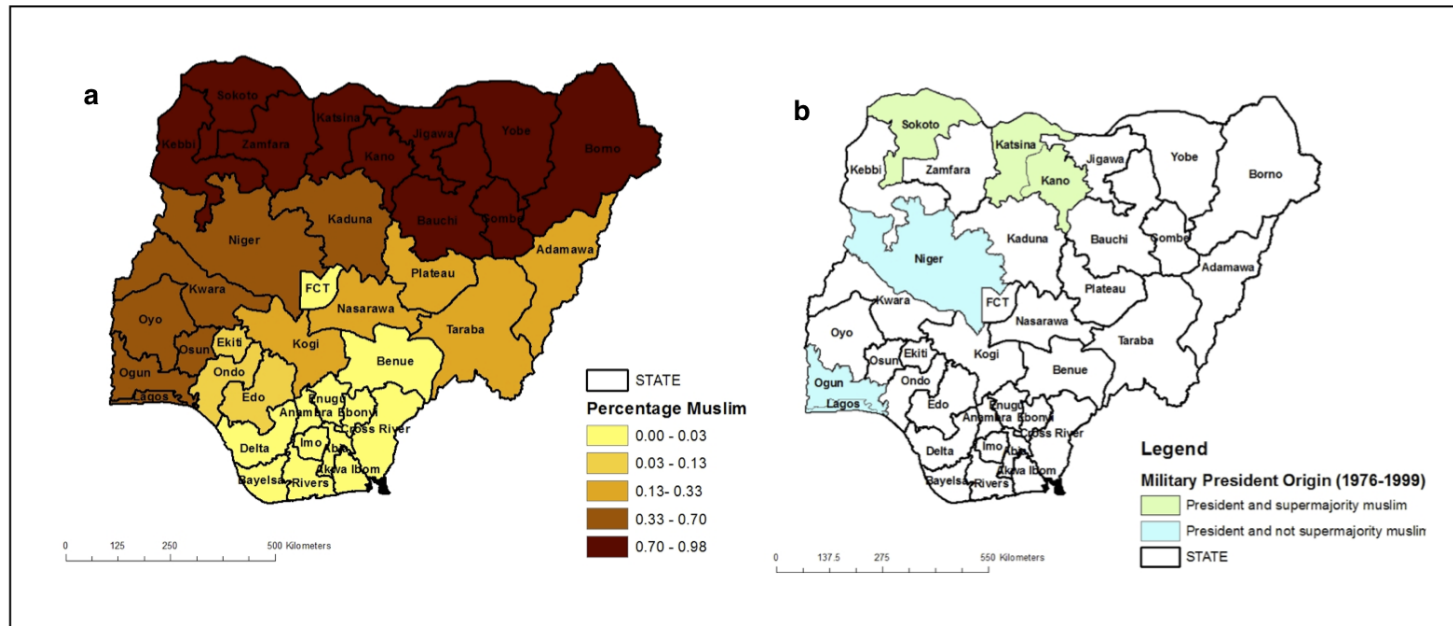 a
Sokoto
Katsina
Jigawa
Yobe
Kebbi
Zamfara
Kano
Borno
Bauchi
Gombe
Kaduna
Niger
Adamawa
Plateau
FCT
Kwara
Nasarawa
Taraba
Oyo
Ekiti
Kogi
Osun
Benue
Ondo
Ogun
Edo
Enugu
Lagos
Anambra Ebonyi
Cross River
Delta
Imo
Abia
Akwa Ibom
Bayelsa
Rivers
STATE
Percentage Muslim
0.00 - 0.03
0.03 - 0.13
0.13- 0.33
0.33 - 0.70
0.70 - 0.98
0 125 250 500 Kilometers
b
Sokoto
Katsina
Jigawa
Yobe
Kebbi
Zamfara
Kano
Borno
Kaduna
Bauchi
Gombe
Niger
Adamawa
Plateau
Kwara
FCT
Nasarawa
Oyo
Taraba
Osun
Ekiti
Kogi
Benue
Ogun
Ondo
Lagos
Edo
Enugu
Anambra Ebonyi
Cross River
Delta
Imo
Abia
Akwa Ibom
Bayelsa
Rivers
Legend
Military President Origin (1976-1999)
President and supermajority muslim
President and not supermajority muslim
STATE
0 137.5 275 550 Kilometers